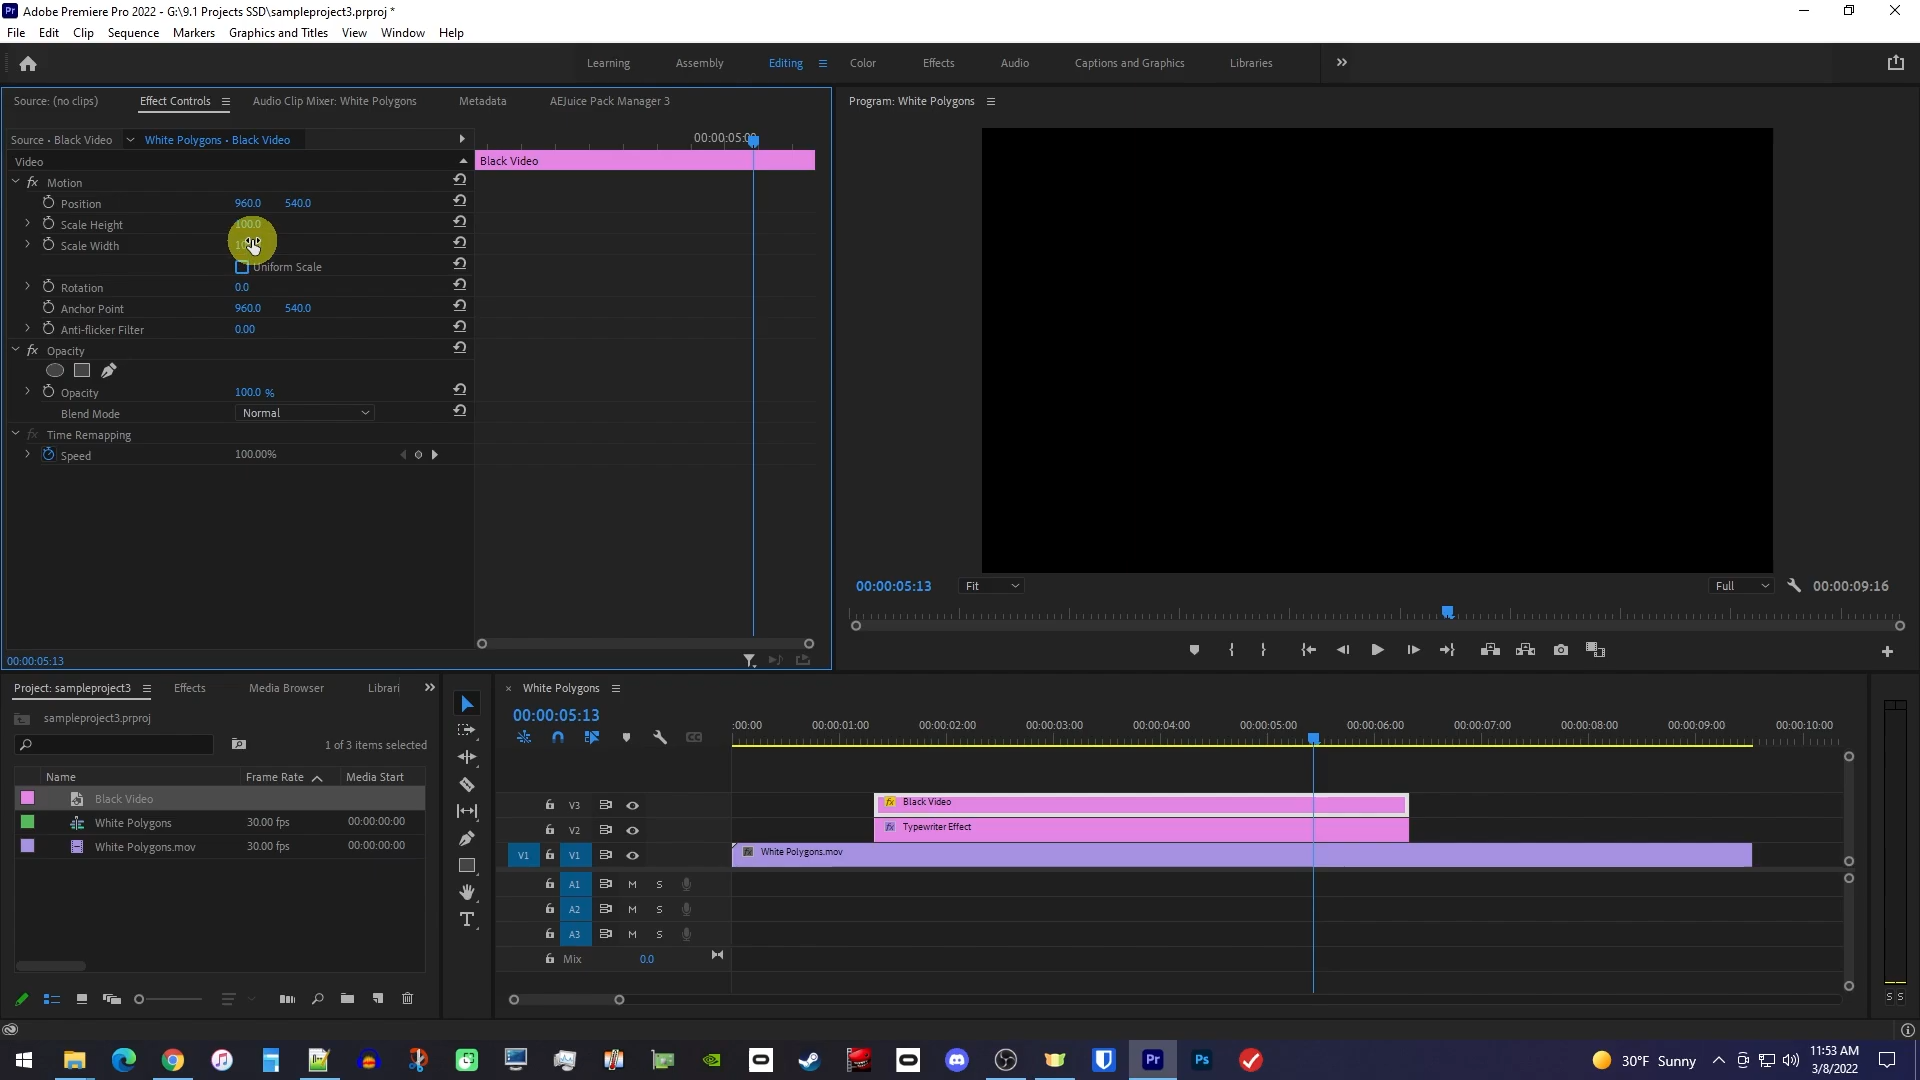 Adobe Premiere Pro 2022 - G:\9.1 Projects SSD\sampleproject3.prproj *
File Edit Clip Sequence Markers Graphics and Titles View Window Help
Learning Assembly Editing Color Effects Audio Captions and Graphics Libraries
Source: (no clips) Effect Controls Audio Clip Mixer: White Polygons Metadata AEJuice Pack Manager 3
Program: White Polygons
Source • Black Video White Polygons • Black Video
Video
Motion
Position 960.0 540.0
Scale Height 100.0
Scale Width
Uniform Scale
Rotation 0.0
Anchor Point 960.0 540.0
Anti-flicker Filter 0.00
Opacity
Opacity 100.0 %
Blend Mode Normal
Time Remapping
Speed 100.00%
00:00:05:13
Black Video
00:00:05:13 Fit Full 00:00:09:16
Project: sampleproject3 Effects Media Browser Librari
sampleproject3.prproj
1 of 3 items selected
Name Frame Rate Media Start
Black Video
White Polygons 30.00 fps 00:00:00:00
White Polygons.mov 30.00 fps 00:00:00:00
White Polygons
00:00:05:13
:00:00 00:00:01:00 00:00:02:00 00:00:03:00 00:00:04:00 00:00:05:00 00:00:06:00 00:00:07:00 00:00:08:00 00:00:09:00 00:00:10:00
V3 fx Black Video
V2 fx Typewriter Effect
V1 V1 fx White Polygons.mov
A1 M S
A2 M S
A3 M S
Mix 0.0
S S
30°F Sunny
11:53 AM
3/8/2022